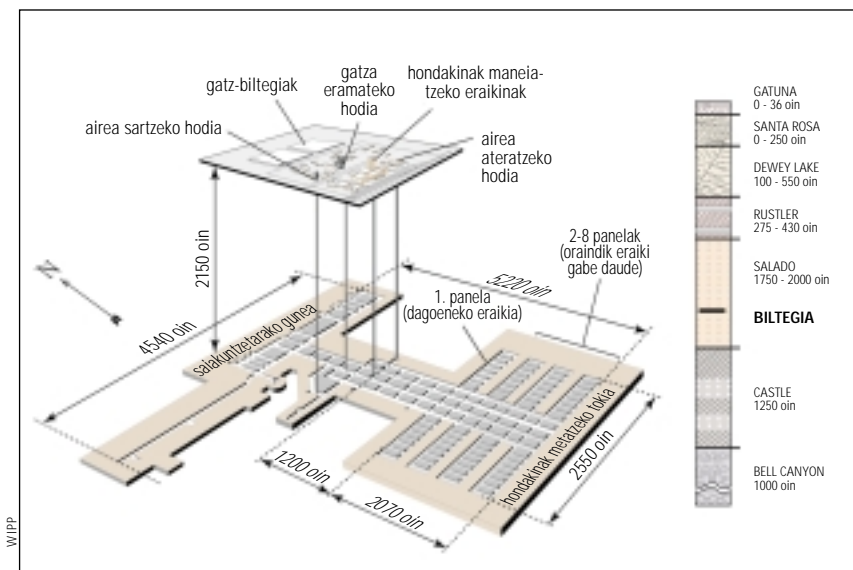 gatz-biltegiak
gatza
eramateko
hodia
hondakinak maneia-
tzeko eraikinak
airea sartzeko hodia
airea
ateratzeko
hodia
2150 oin
N
4540 oin
saiakuntzetarako gunea
5220 oin
2-8 panelak
(oraindik eraiki
gabe daude)
1. panela
(dagoeneko eraikia)
hondakinak metatzeko tokia
1200 oin
2070 oin
2550 oin
GATUNA
0 - 36 oin
SANTA ROSA
0 - 250 oin
DEWEY LAKE
100 - 550 oin
RUSTLER
275 - 430 oin
SALADO
1750 - 2000 oin
BILTEGIA
CASTLE
1250 oin
BELL CANYON
1000 oin
WIPP